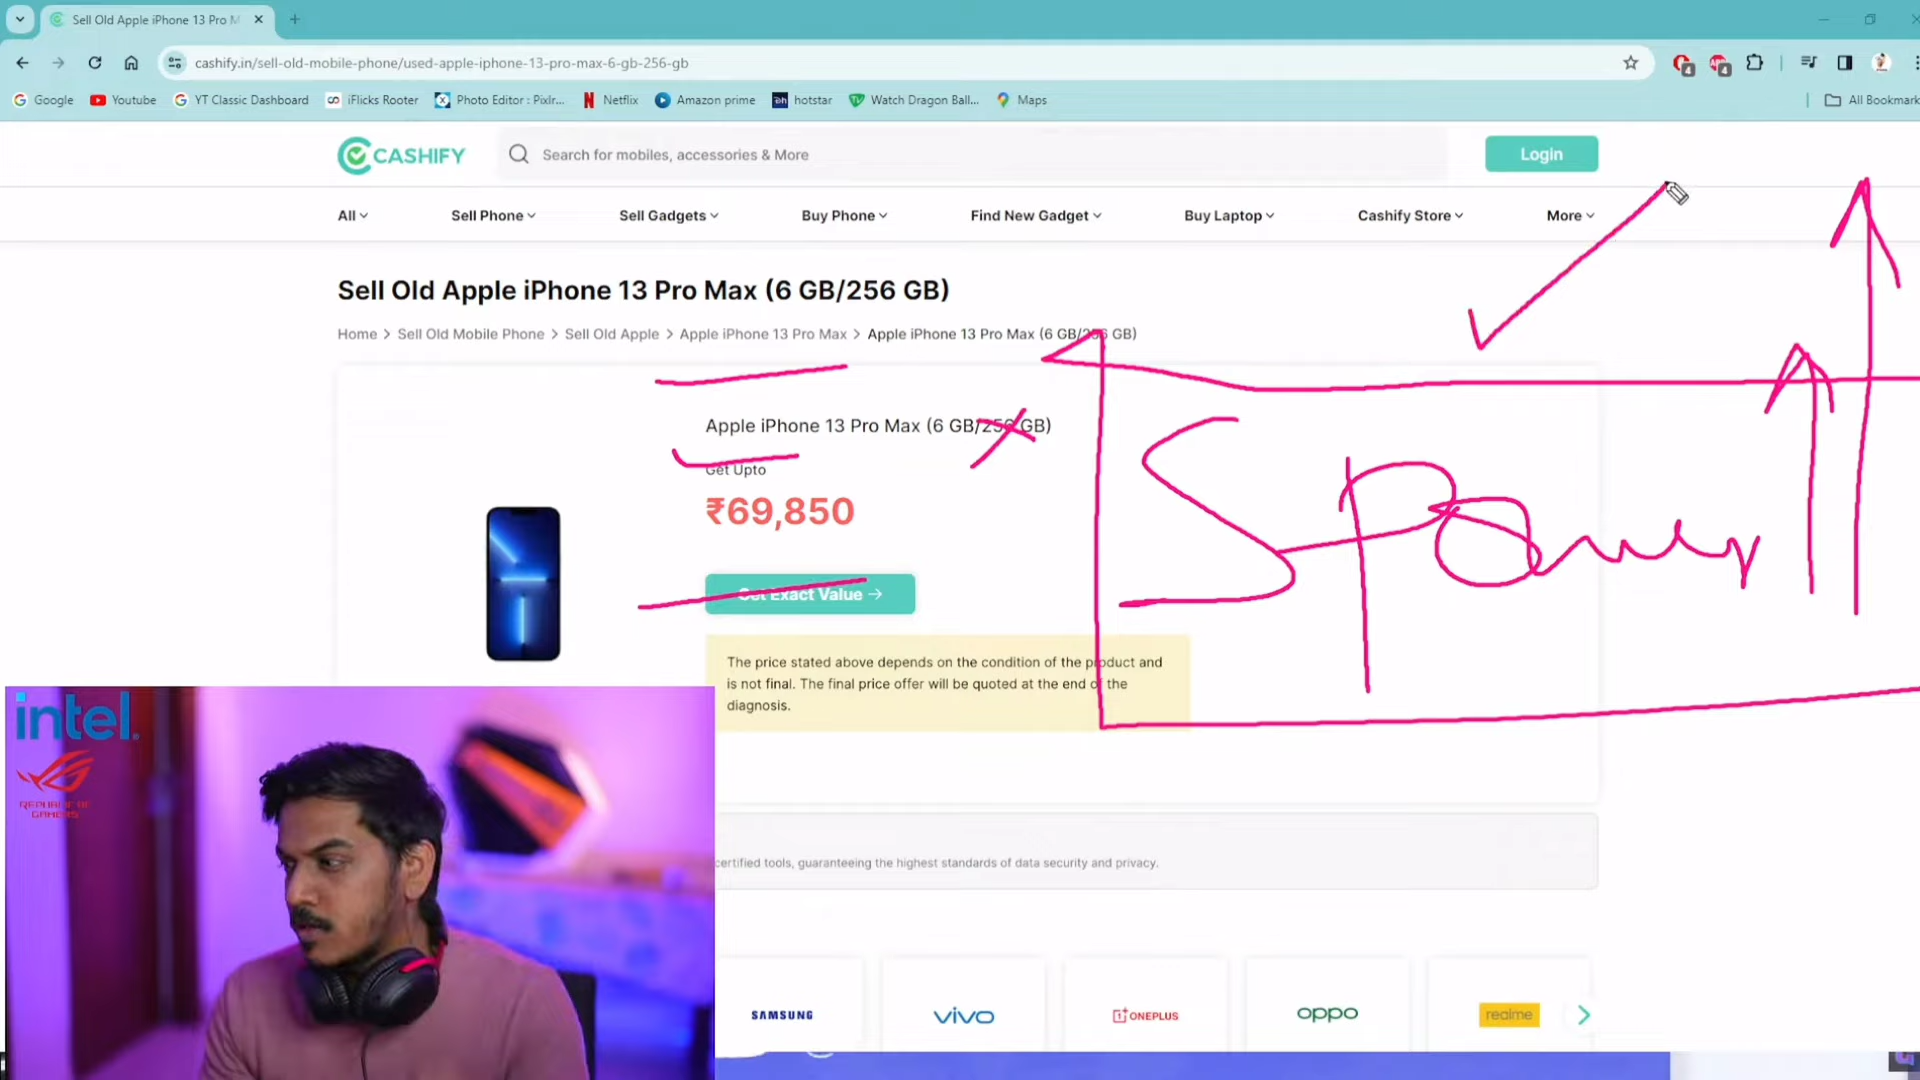 Sell Old Apple iPhone 13 Pro M
cashify.in/sell-old-mobile-phone/used-apple-iphone-13-pro-max-6-gb-256-gb
4
4
Google Youtube YT Classic Dashboard iFlicks Rooter Photo Editor : Pixlr... Netflix Amazon prime hotstar Watch Dragon Ball... Maps All Bookmark
CASHIFY
Search for mobiles, accessories & More
Login
All Sell Phone Sell Gadgets Buy Phone Find New Gadget Buy Laptop Cashify Store More
Sell Old Apple iPhone 13 Pro Max (6 GB/256 GB)
Home > Sell Old Mobile Phone > Sell Old Apple > Apple iPhone 13 Pro Max > Apple iPhone 13 Pro Max (6 GB/256 GB)
Apple iPhone 13 Pro Max (6 GB/256 GB)
Get Upto
₹69,850
Get Exact Value →
The price stated above depends on the condition of the product and
is not final. The final price offer will be quoted at the end of the
diagnosis.
intel.
REPUBLIC OF
GAMERS
certified tools, guaranteeing the highest standards of data security and privacy.
SAMSUNG vivo ONEPLUS oppo realme